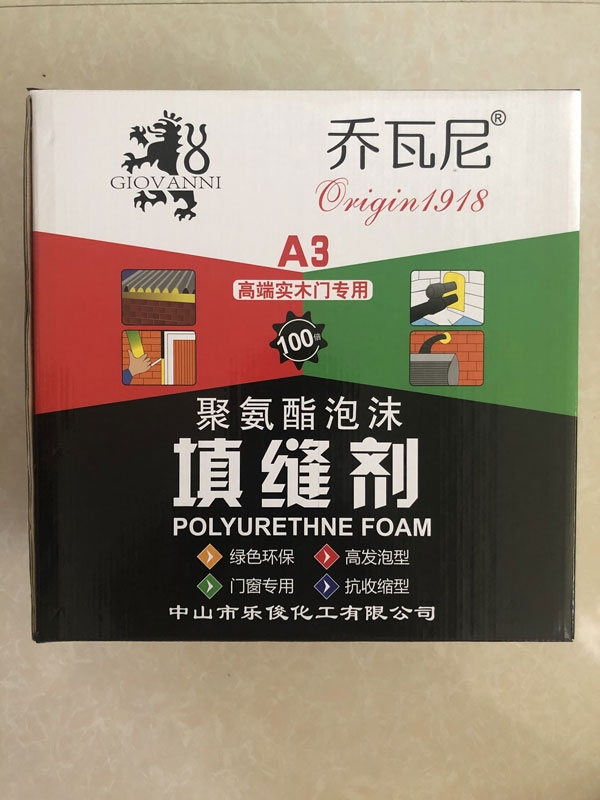 GIOVANNI
乔瓦尼®
Origin1918
A3
高端实木门专用
100倍
聚氨酯泡沫
填缝剂
POLYURETHNE FOAM
绿色环保 高发泡型
门窗专用 抗收缩型
中山市乐俊化工有限公司